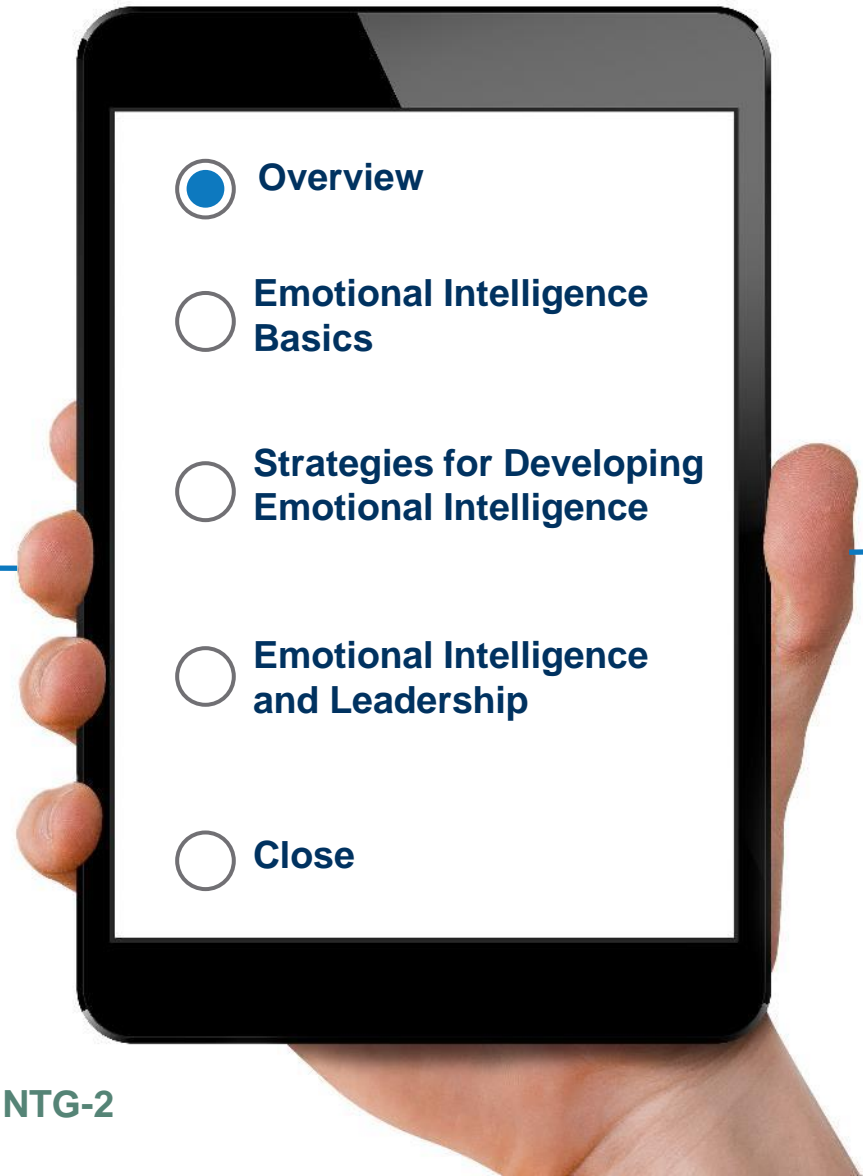 Overview
Emotional Intelligence
Basics
Strategies for Developing
Emotional Intelligence
Emotional Intelligence
and Leadership
Close
NTG-2